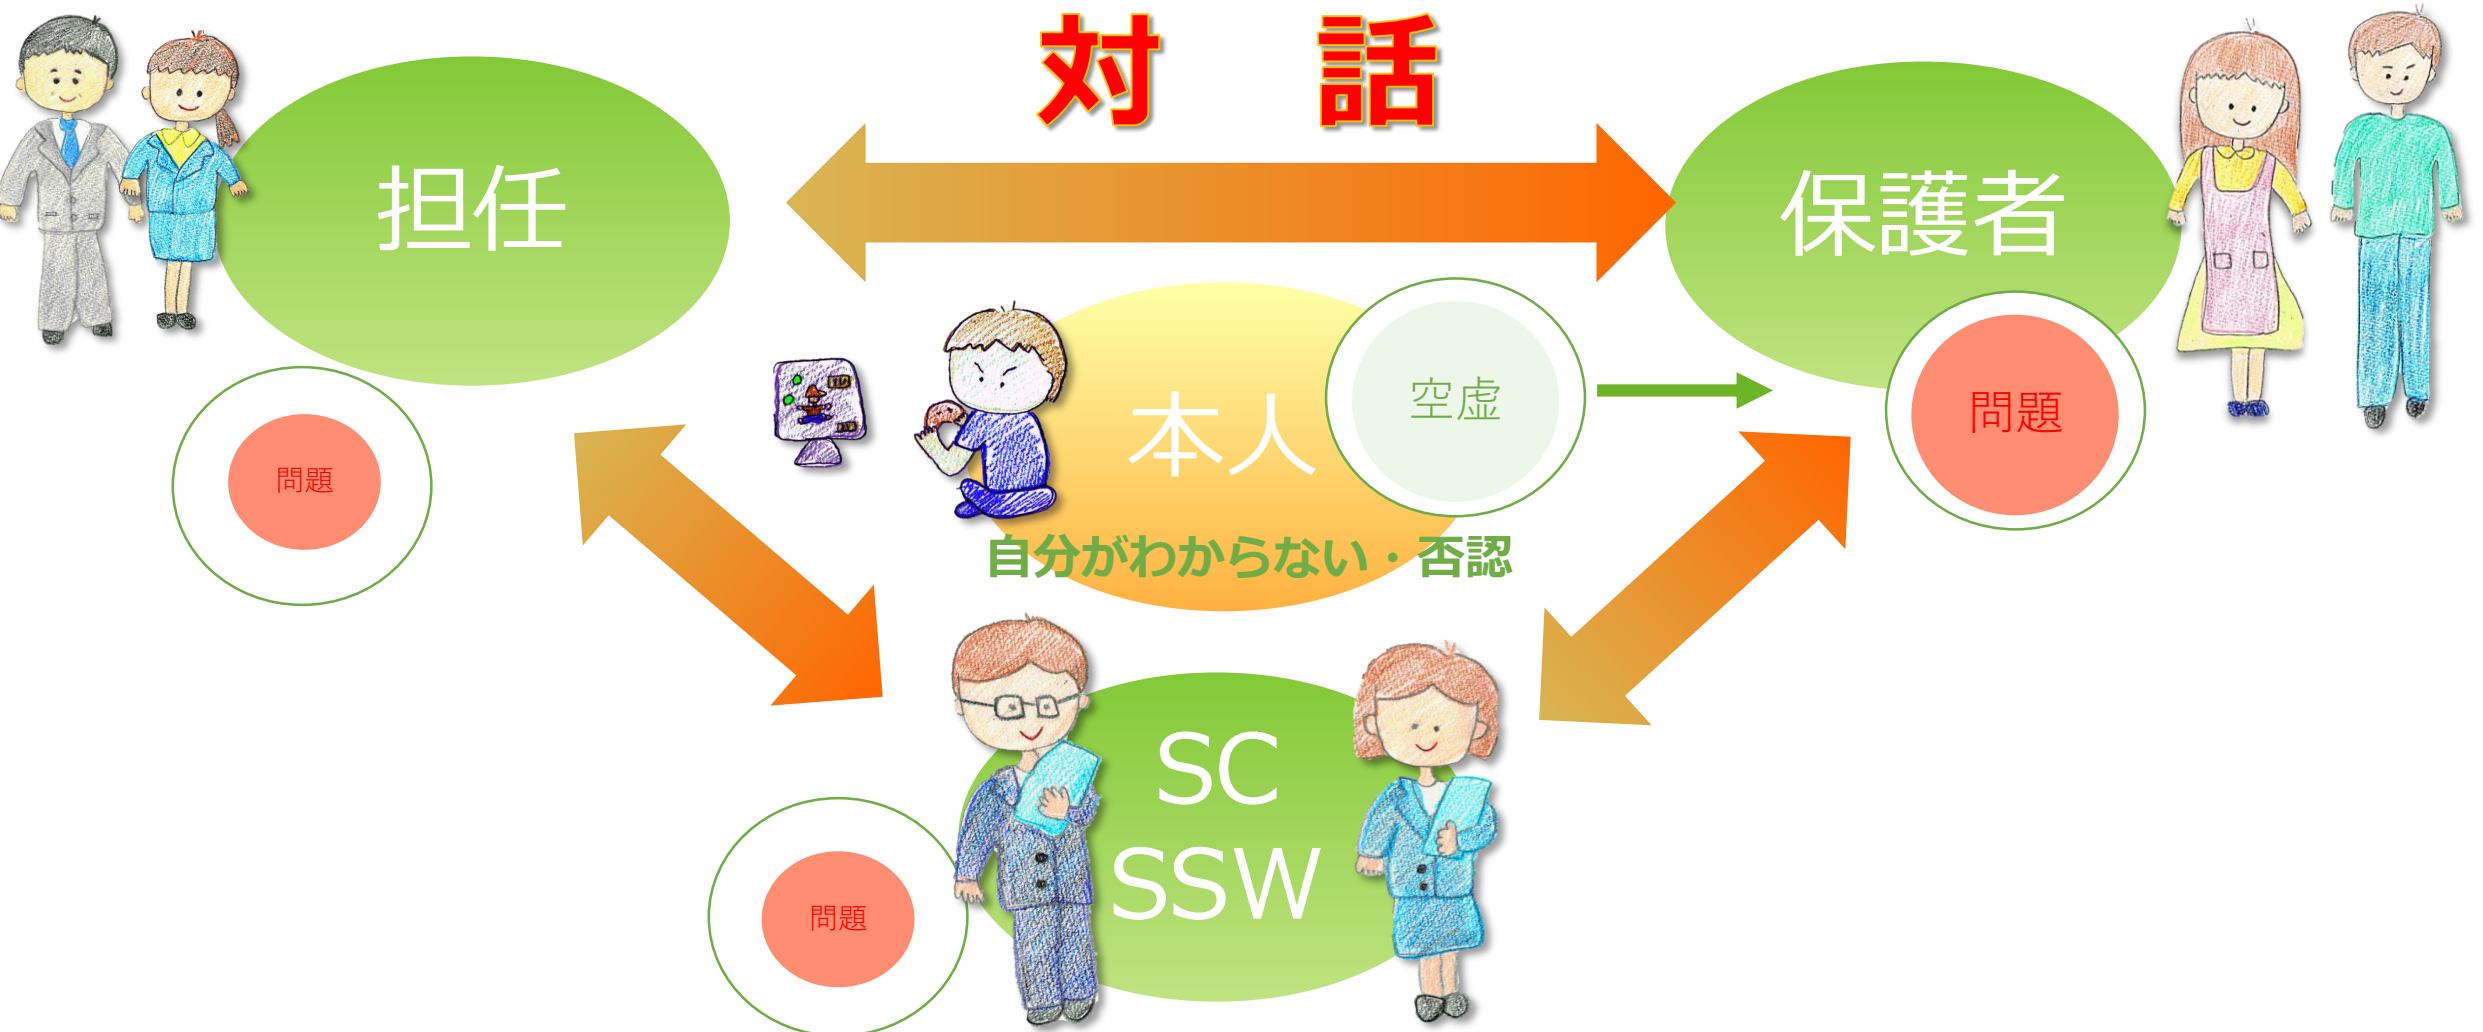 対　話
担任
保護者
問題
本人
空虚
問題
自分がわからない・否認
SC
SSW
問題